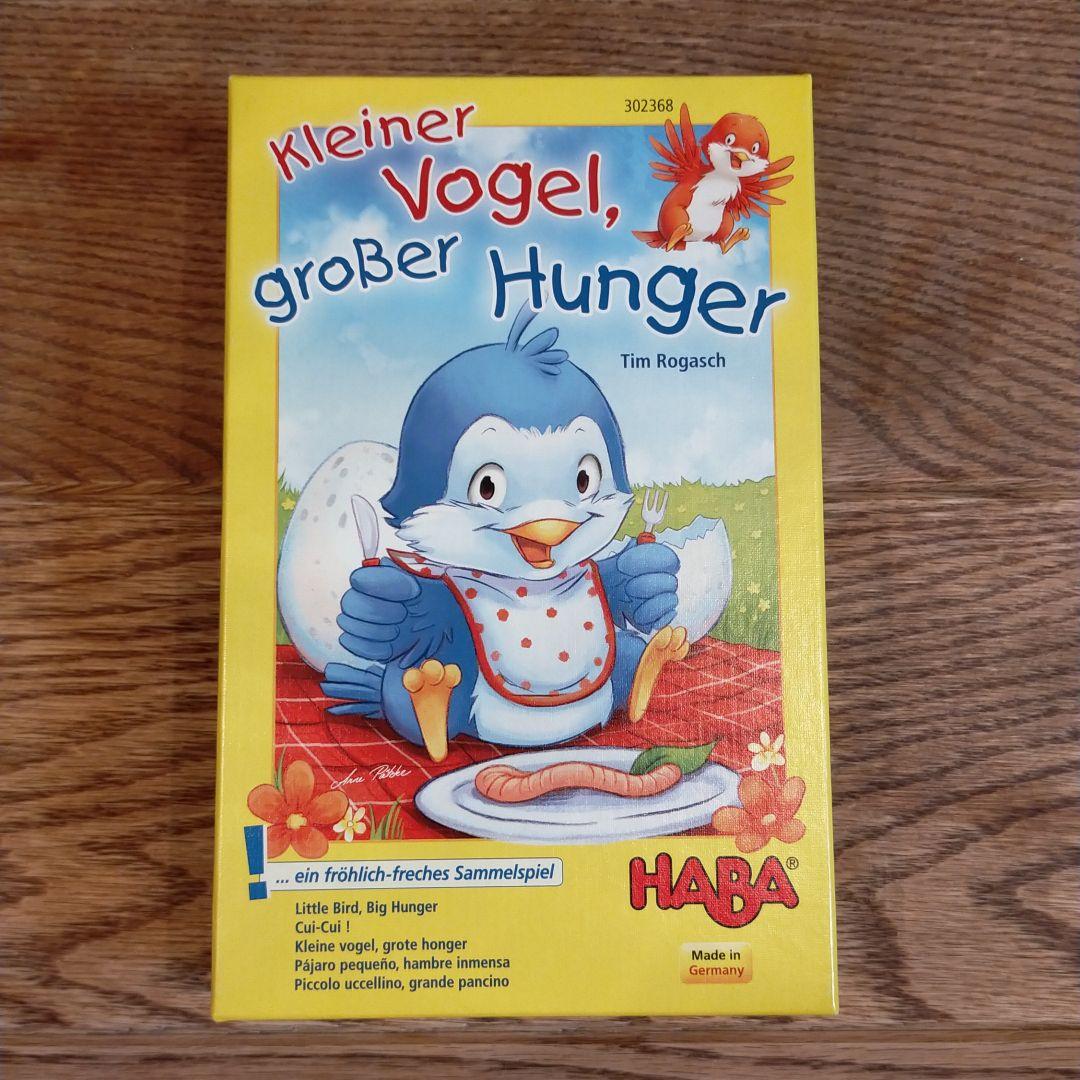 302368
Kleiner
Vogel,
großer Hunger
Tim Rogasch
... ein fröhlich-freches Sammelspiel
Little Bird, Big Hunger
Cui-Cui !
Kleine vogel, grote honger
Pájaro pequeño, hambre inmensa
Piccolo uccellino, grande pancino
HABA®
Made in
Germany